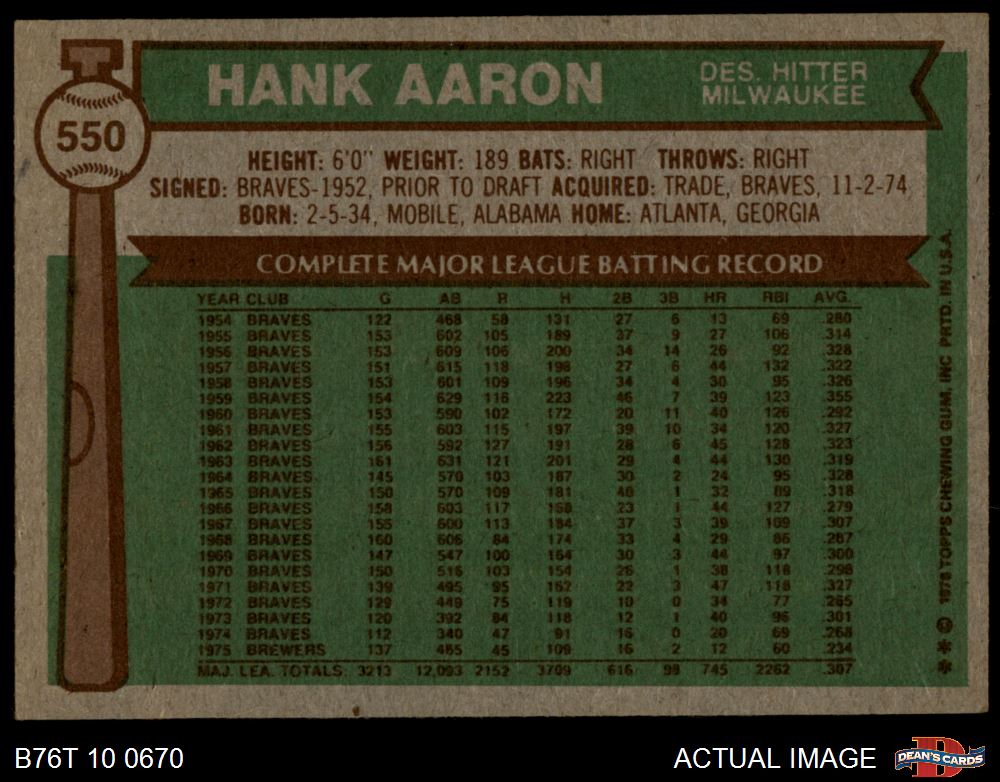 HANK AARON
DES. HITTER
MILWAUKEE
550
HEIGHT: 6'0" WEIGHT: 189 BATS: RIGHT THROWS: RIGHT
SIGNED: BRAVES-1952, PRIOR TO DRAFT ACQUIRED: TRADE, BRAVES, 11-2-74
BORN: 2-5-34, MOBILE, ALABAMA HOME: ATLANTA, GEORGIA
COMPLETE MAJOR LEAGUE BATTING RECORD
YEAR CLUB G AB R H 2B 3B HR RBI AVG.
1954 BRAVES 122 468 58 131 27 6 13 69 .280
1955 BRAVES 153 602 105 189 37 9 27 106 .314
1956 BRAVES 153 609 106 200 34 14 26 92 .328
1957 BRAVES 151 615 118 198 27 6 44 132 .322
1958 BRAVES 153 601 109 196 34 4 30 95 .326
1959 BRAVES 154 629 116 223 46 7 39 123 .355
1960 BRAVES 153 590 102 172 20 11 40 126 .292
1961 BRAVES 155 603 115 197 39 10 34 120 .327
1962 BRAVES 156 592 127 191 28 6 45 128 .323
1963 BRAVES 161 631 121 201 29 4 44 130 .319
1964 BRAVES 145 570 103 187 30 2 24 95 .328
1965 BRAVES 150 570 109 181 40 1 32 89 .318
1966 BRAVES 158 603 117 168 23 1 44 127 .279
1967 BRAVES 155 600 113 184 37 3 39 109 .307
1968 BRAVES 160 606 84 174 33 4 29 86 .287
1969 BRAVES 147 547 100 164 30 3 44 97 .300
1970 BRAVES 150 516 103 154 26 1 38 118 .298
1971 BRAVES 139 495 95 162 22 3 47 118 .327
1972 BRAVES 129 449 75 119 10 0 34 77 .265
1973 BRAVES 120 392 84 118 12 1 40 96 .301
1974 BRAVES 112 340 47 91 16 0 20 69 .268
1975 BREWERS 137 465 45 109 16 2 12 60 .234
MAJ. LEA. TOTALS: 3213 12,093 2152 3709 616 98 745 2262 .307
** © 1976 TOPPS CHEWING GUM, INC PRTD. IN U.S.A.
B76T 10 0670
ACTUAL IMAGE
DEAN'S CARDS